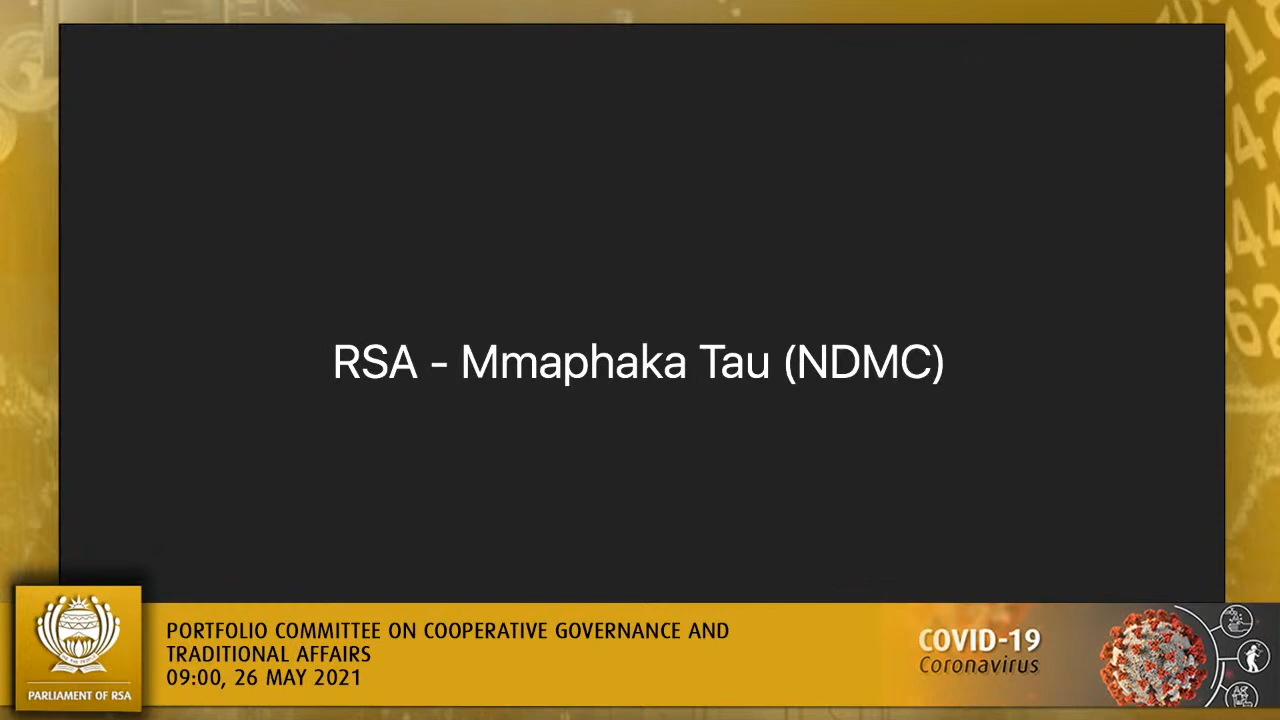 RSA - Mmaphaka Tau (NDMC)
PORTFOLIO COMMITTEE ON COOPERATIVE GOVERNANCE AND
TRADITIONAL AFFAIRS
09:00, 26 MAY 2021
PARLIAMENT OF RSA
COVID-19
Coronavirus